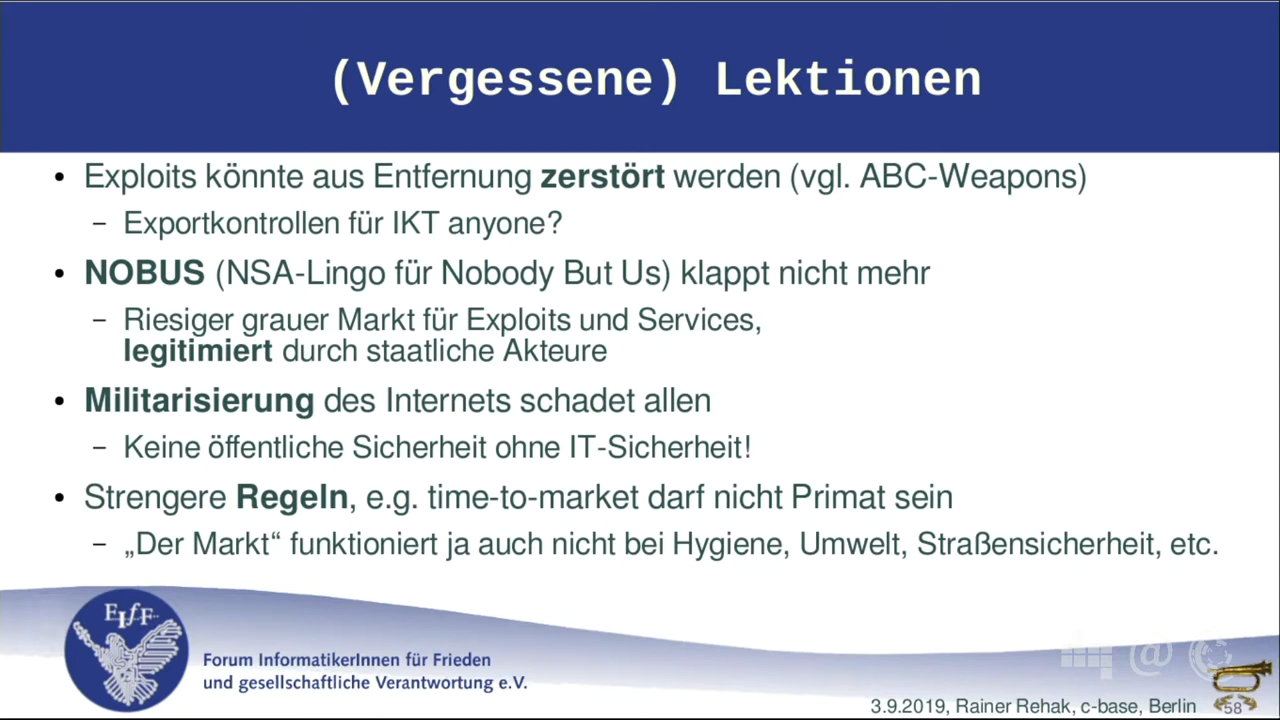 (Vergessene) Lektionen
• Exploits könnte aus Entfernung zerstört werden (vgl. ABC-Weapons)
– Exportkontrollen für IKT anyone?
• NOBUS (NSA-Lingo für Nobody But Us) klappt nicht mehr
– Riesiger grauer Markt für Exploits und Services,
legitimiert durch staatliche Akteure
• Militarisierung des Internets schadet allen
– Keine öffentliche Sicherheit ohne IT-Sicherheit!
• Strengere Regeln, e.g. time-to-market darf nicht Primat sein
– „Der Markt“ funktioniert ja auch nicht bei Hygiene, Umwelt, Straßensicherheit, etc.
FIfF
Forum InformatikerInnen für Frieden
und gesellschaftliche Verantwortung e.V.
@
3.9.2019, Rainer Rehak, c-base, Berlin
58